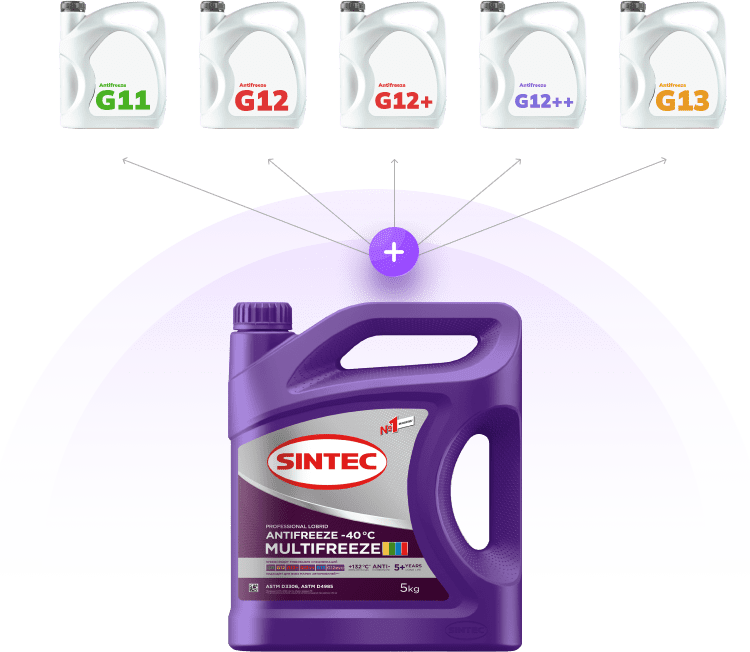 Antifreeze
G11
Antifreeze
G12
Antifreeze
G12+
Antifreeze
G12++
Antifreeze
G13
+
№1
SINTEC
PROFESSIONAL LOBRID
ANTIFREEZE -40°C
MULTIFREEZE
+132°C ANTI- 5+ YEARS
ASTM D3306, ASTM D4985
5kg
SINTEC